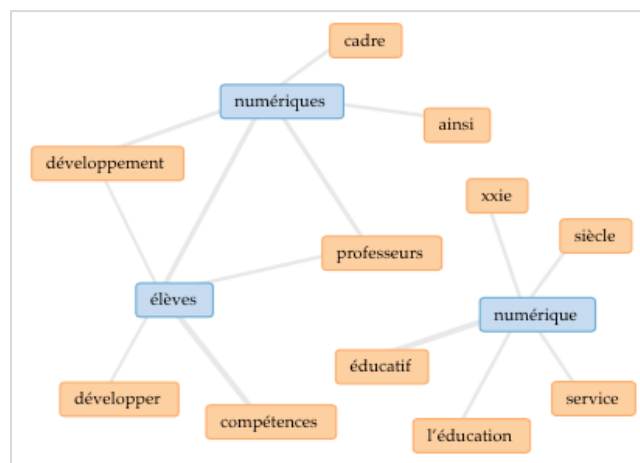 cadre
numériques
ainsi
développement
xxie
siècle
professeurs
élèves
numérique
éducatif
développer
service
compétences
l'éducation